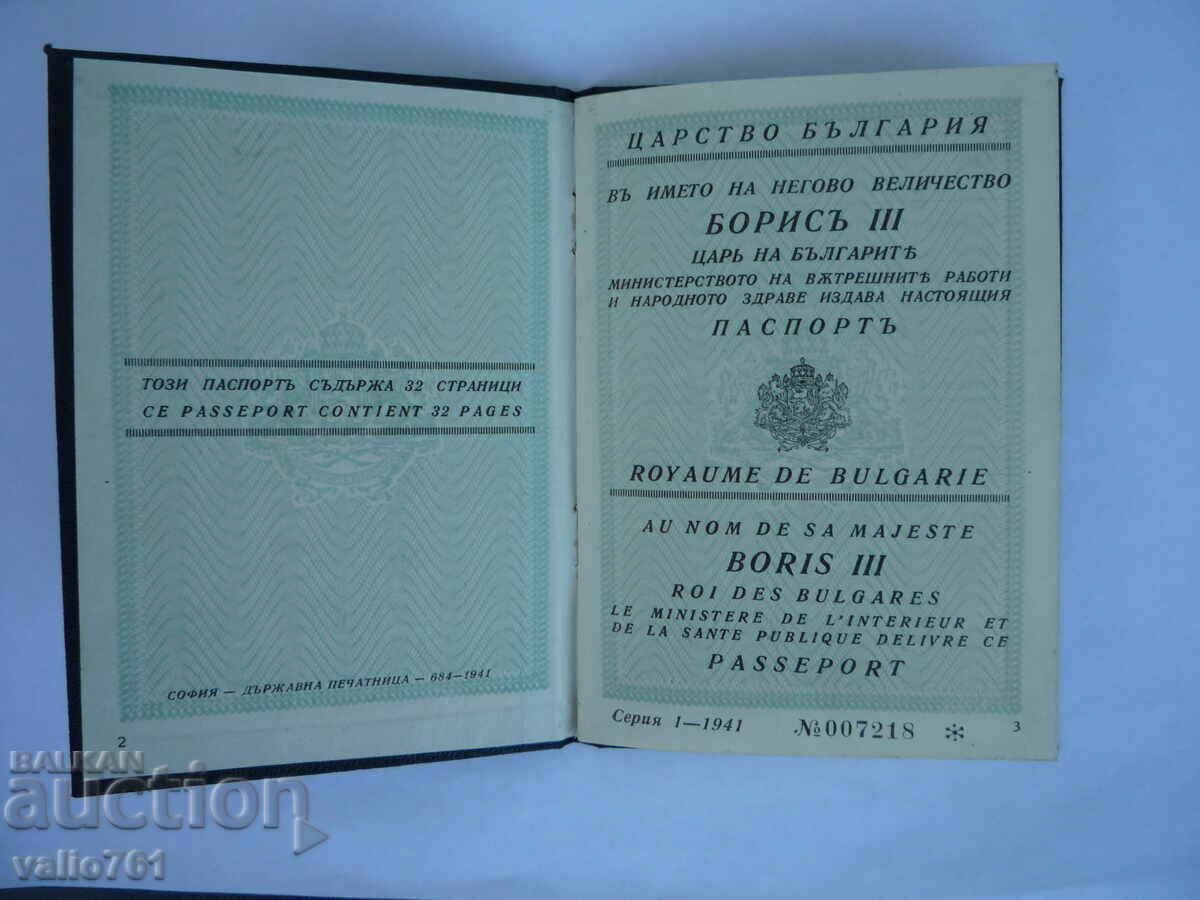 ТОЗИ ПАСПОРТЪ СЪДЪРЖА 32 СТРАНИЦИ
CE PASSEPORT CONTIENT 32 PAGES
СОФИЯ — ДЪРЖАВНА ПЕЧАТНИЦА — 684—1941
2
ЦАРСТВО БЪЛГАРИЯ
ВЪ ИМЕТО НА НЕГОВО ВЕЛИЧЕСТВО
БОРИСЪ III
ЦАРЬ НА БЪЛГАРИТѢ
МИНИСТЕРСТВОТО НА ВѪТРЕШНИТѢ РАБОТИ
И НАРОДНОТО ЗДРАВЕ ИЗДАВА НАСТОЯЩИЯ
ПАСПОРТЪ
ROYAUME DE BULGARIE
AU NOM DE SA MAJESTE
BORIS III
ROI DES BULGARES
LE MINISTERE DE L'INTERIEUR ET
DE LA SANTE PUBLIQUE DELIVRE CE
PASSEPORT
Серия 1—1941 №007218 *
3
BALKAN
auction
valio761